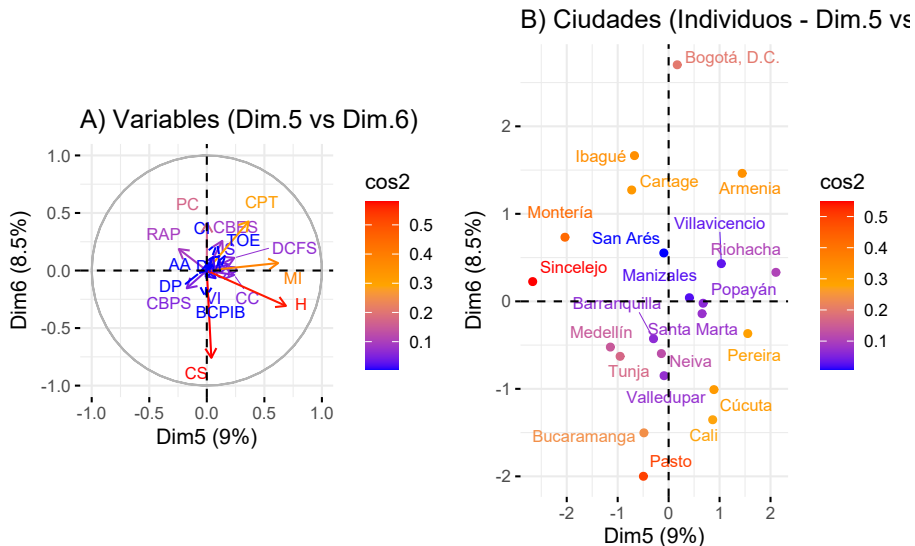 B) Ciudades (Individuos - Dim.5 vs
A) Variables (Dim.5 vs Dim.6)
Dim6 (8.5%)
1.0
0.5
0.0
-0.5
-1.0
-1.0
-0.5
0.0
0.5
1.0
Dim5 (9%)
PC
CPT
ACBES
RAP
TOE
DCFS
AA
MI
DP
CBPS
VI
CC
H
BCPIB
CS
cos2
0.5
0.4
0.3
0.2
0.1
Dim6 (8.5%)
2
1
0
-1
-2
-2
-1
0
1
2
Dim5 (9%)
Bogotá, D.C.
Ibagué
Cartage
Armenia
Montería
Villavicencio
San Arés
Riohacha
Sincelejo
Manizales
Popayán
Barranquilla
Medellín
Santa Marta
Pereira
Tunja
Neiva
Valledupar
Cúcuta
Cali
Bucaramanga
Pasto
cos2
0.5
0.4
0.3
0.2
0.1